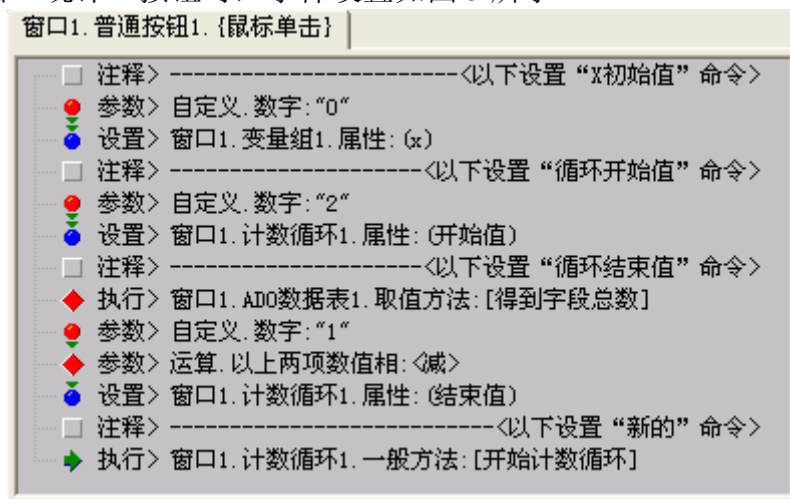 窗口1.普通按钮1.{鼠标单击}
注释> -------------------------<以下设置“X初始值”命令>
参数> 自定义.数字:"0"
设置> 窗口1.变量组1.属性:(x)
注释> ----------------------<以下设置“循环开始值”命令>
参数> 自定义.数字:"2"
设置> 窗口1.计数循环1.属性:(开始值)
注释> ----------------------<以下设置“循环结束值”命令>
执行> 窗口1.ADO数据表1.取值方法:[得到字段总数]
参数> 自定义.数字:"1"
参数> 运算.以上两项数值相:<减>
设置> 窗口1.计数循环1.属性:(结束值)
注释> ----------------------------<以下设置“新的”命令>
执行> 窗口1.计数循环1.一般方法:[开始计数循环]